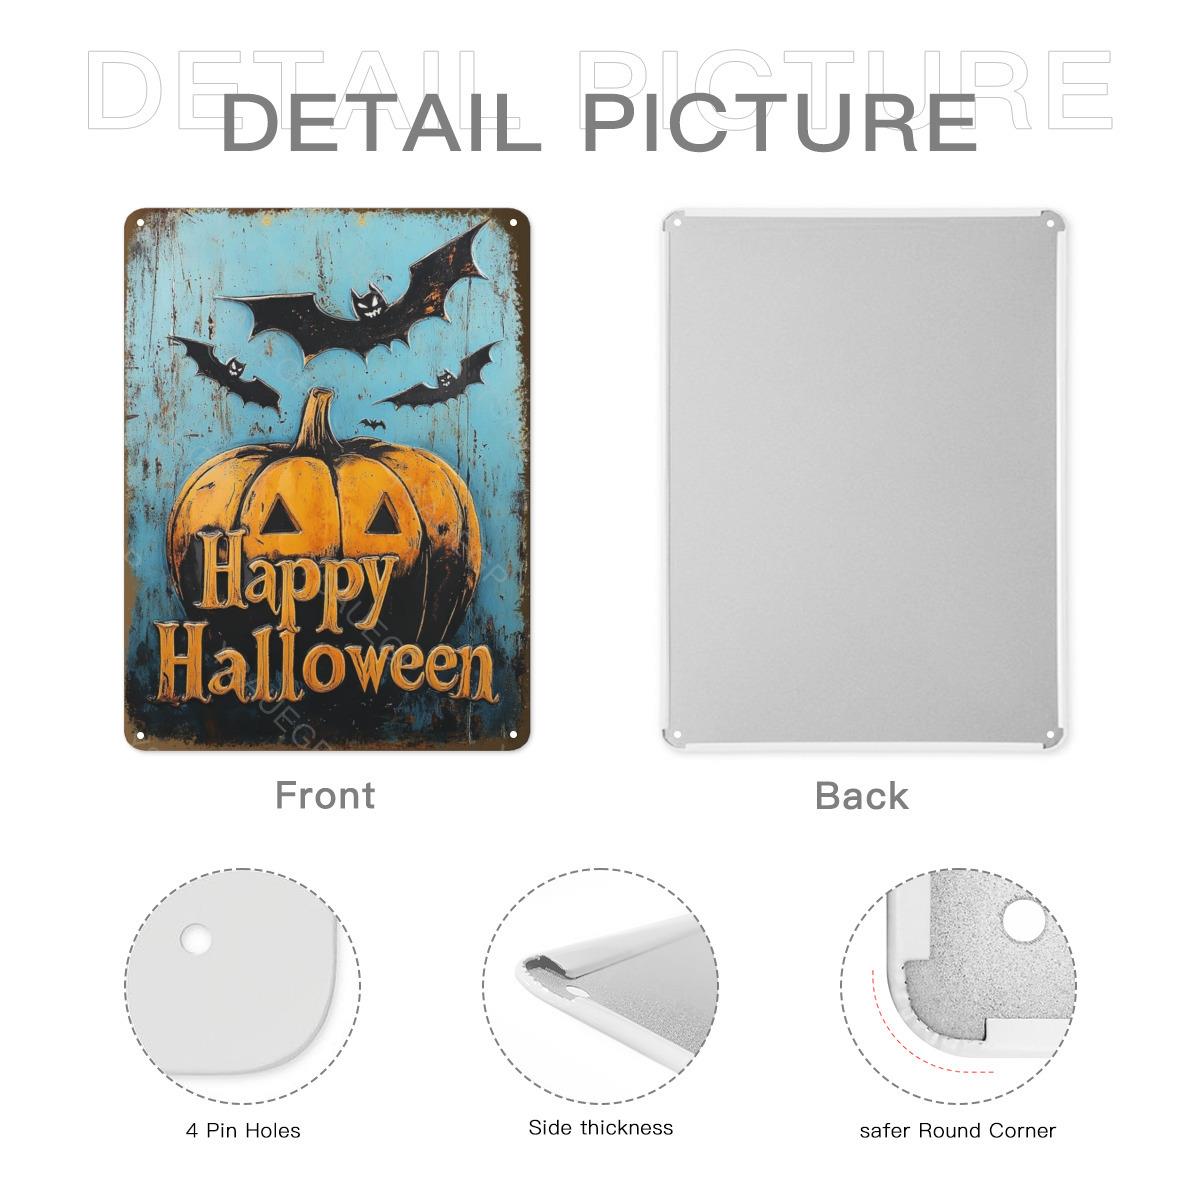 DETAIL PICTURE
DETAIL PICTURE
Happy
Halloween
Front
Back
4 Pin Holes
Side thickness
safer Round Corner